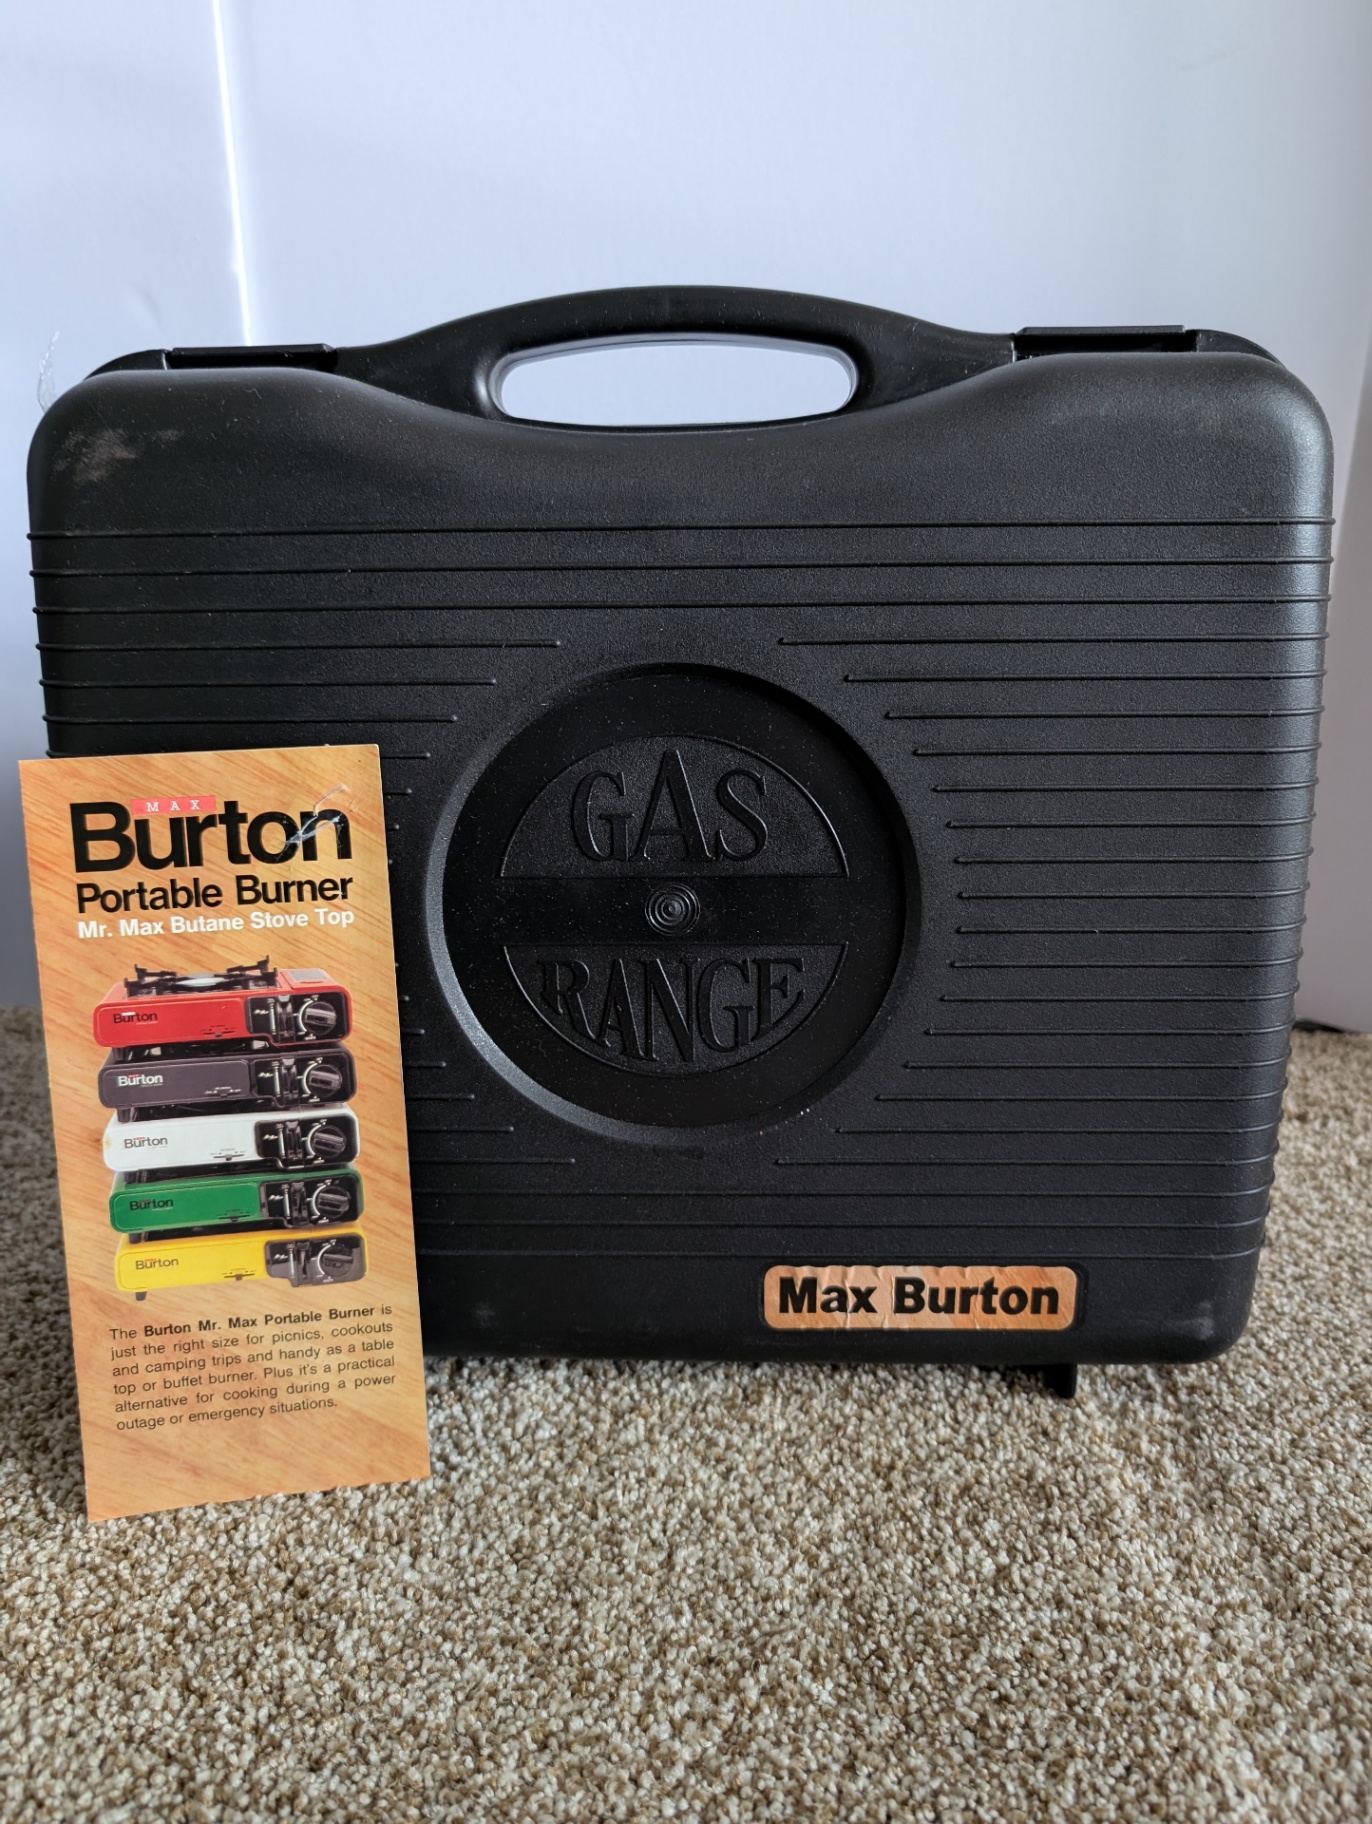 GAS
RANGE
Max Burton
MAX
Burton
Portable Burner
Mr. Max Butane Stove Top
Burton
Burton
Burton
Burton
Burton
The Burton Mr. Max Portable Burner is
just the right size for picnics, cookouts
and camping trips and handy as a table
top or buffet burner. Plus it's a practical
alternative for cooking during a power
outage or emergency situations.